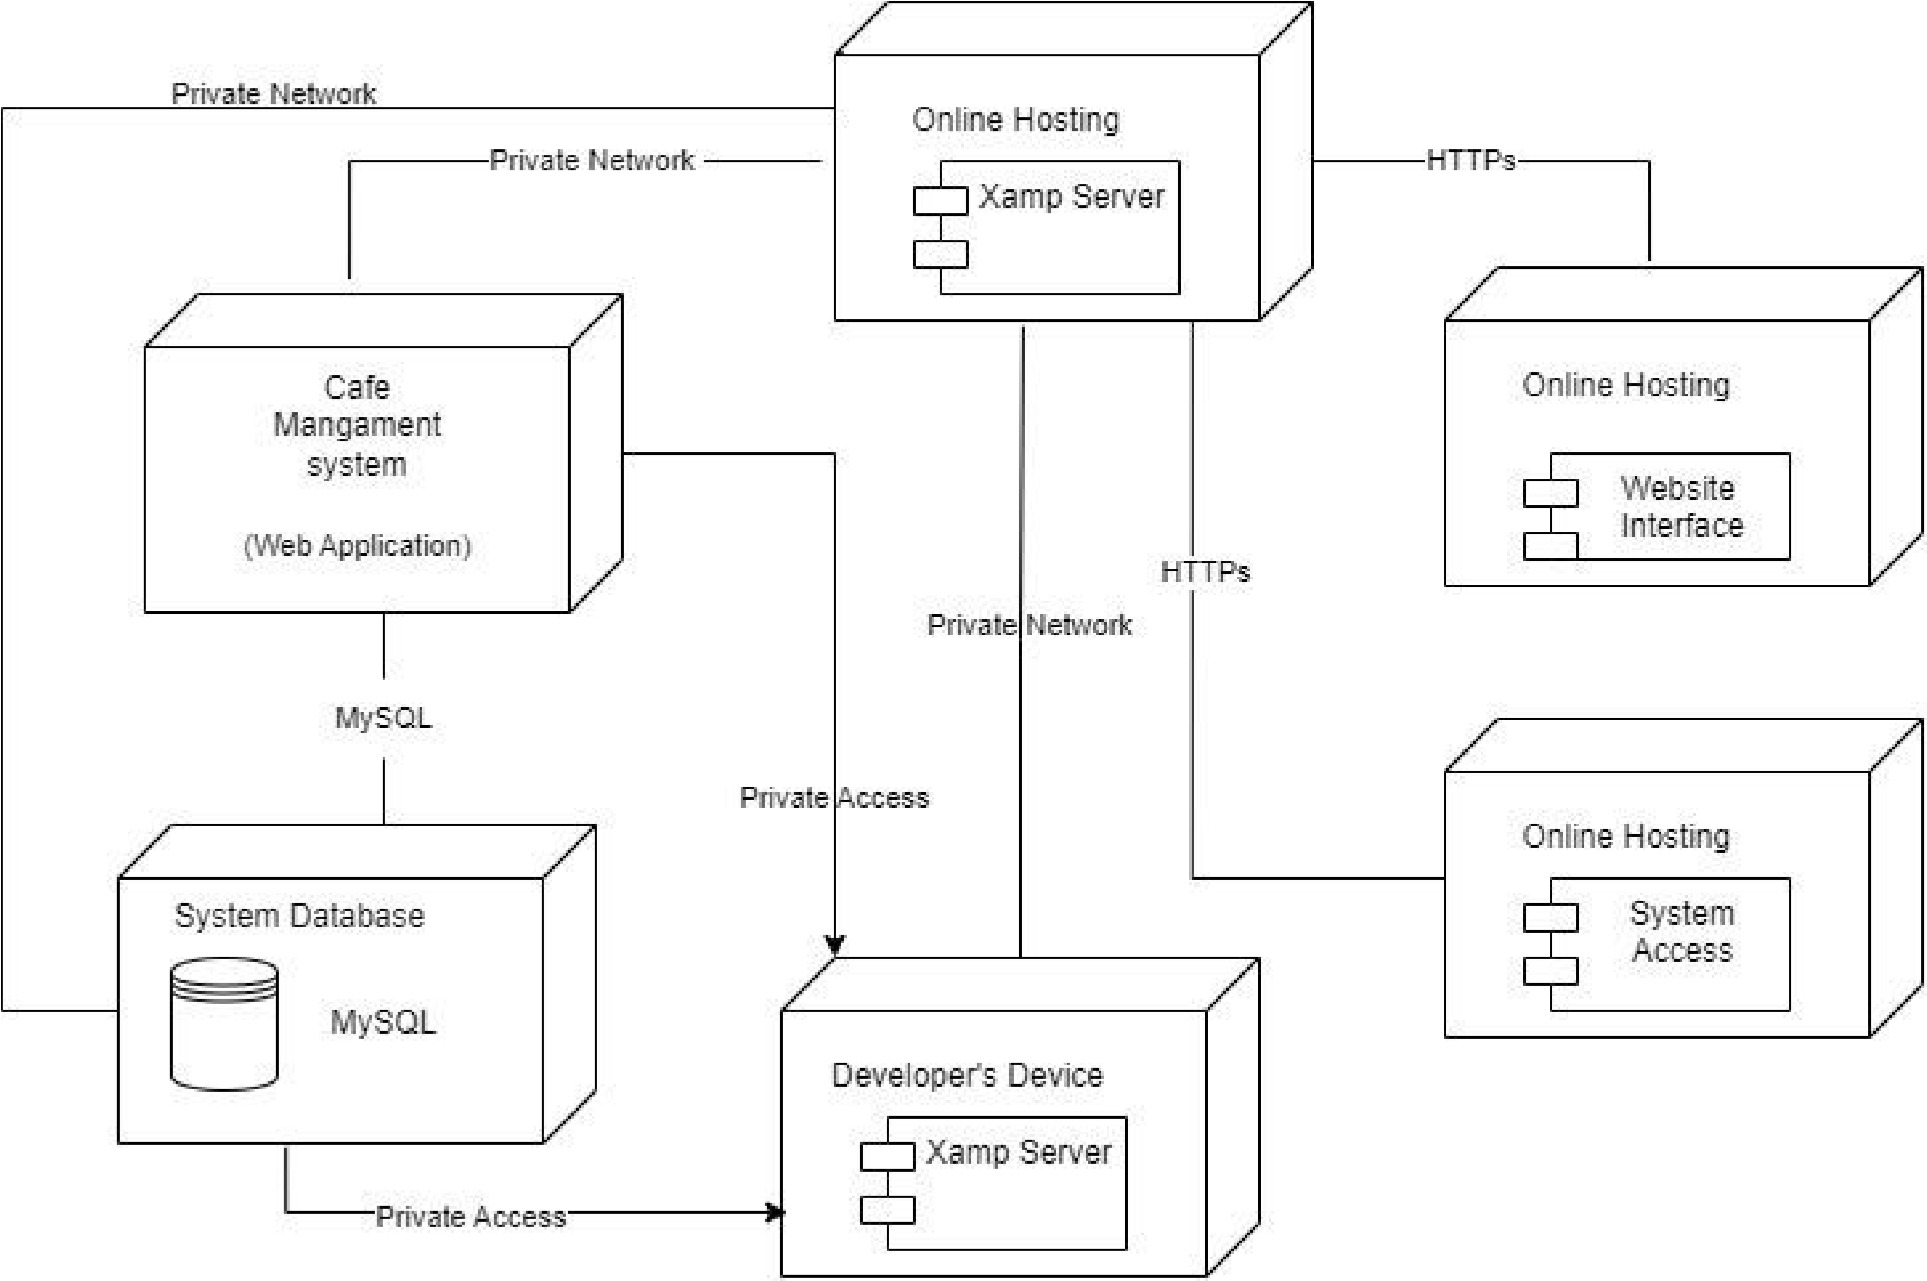 Private Network
Online Hosting
Private Network
HTTPs
Xamp Server
Cafe
Mangament
system
(Web Application)
Online Hosting
Website
Interface
HTTPs
Private Network
MySQL
Private Access
Online Hosting
System
Access
System Database
MySQL
Developer's Device
Xamp Server
Private Access